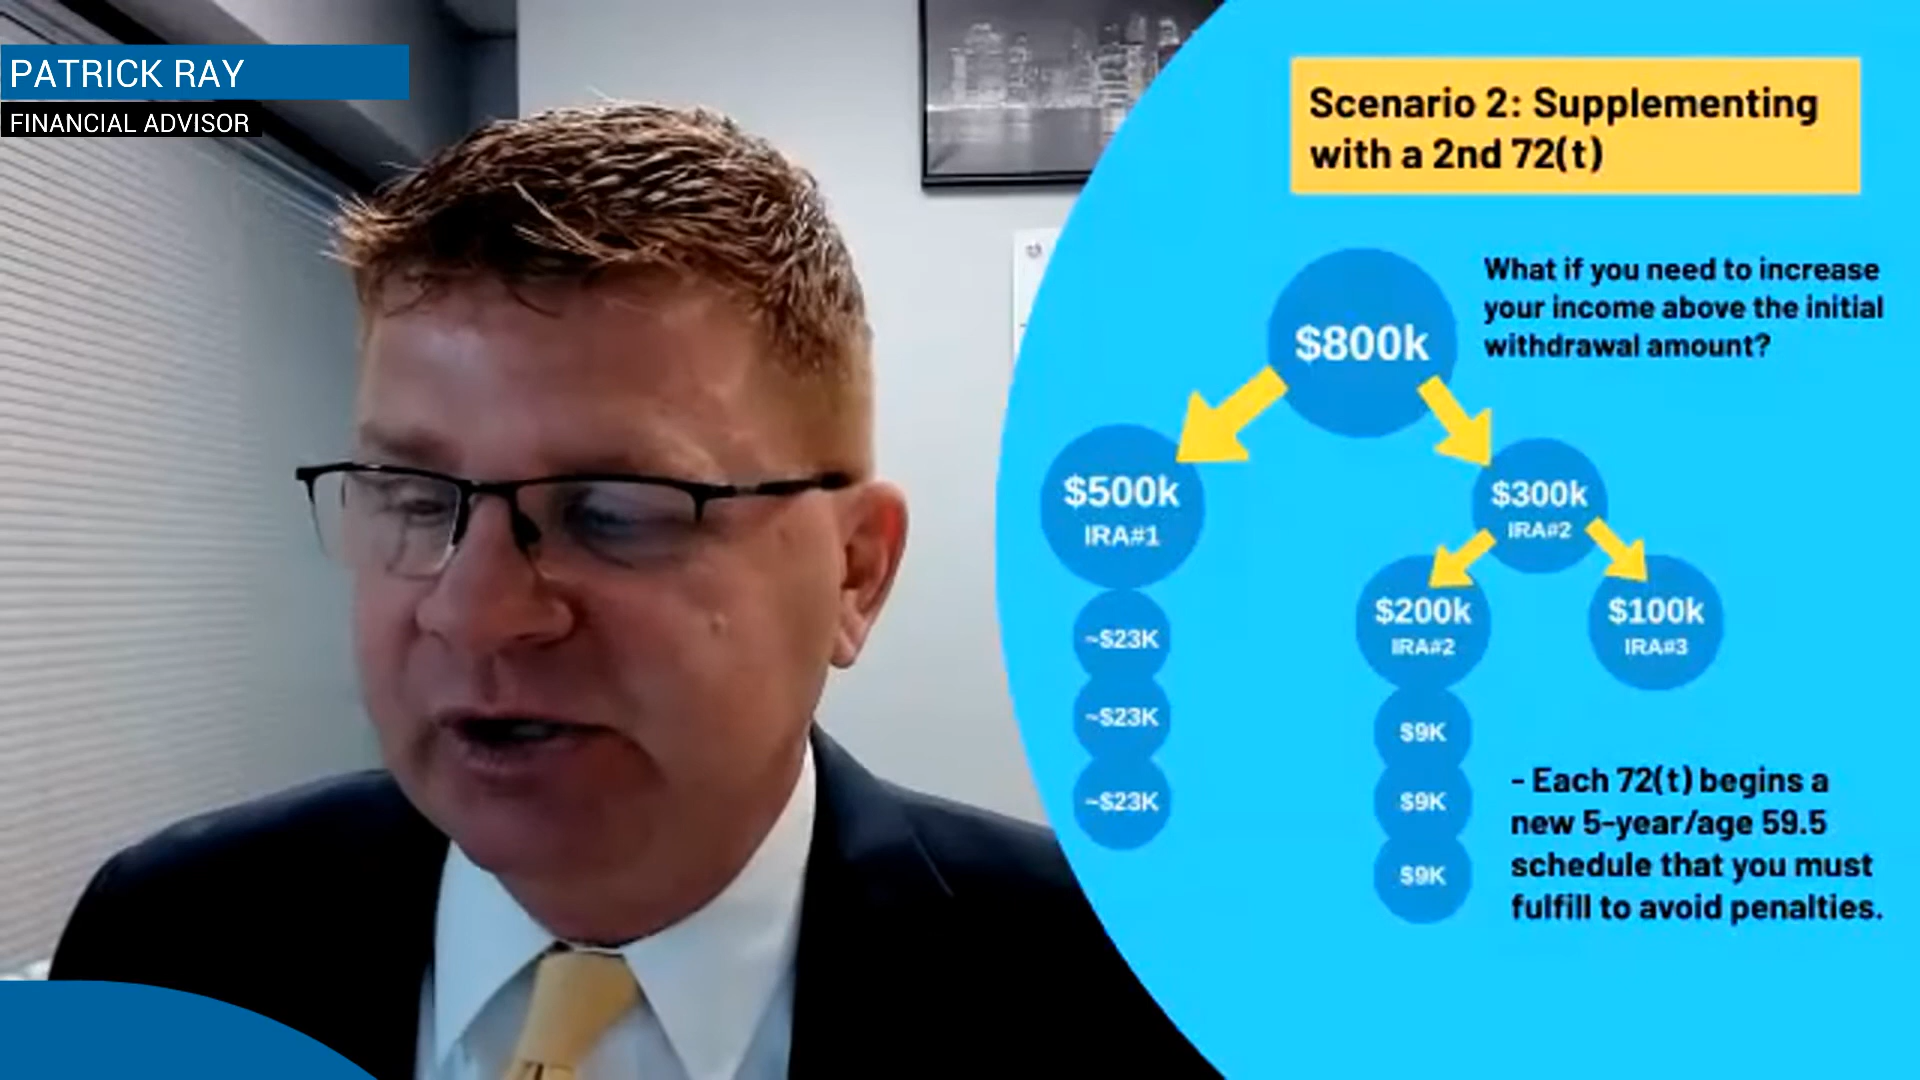 PATRICK RAY
FINANCIAL ADVISOR
Scenario 2: Supplementing
with a 2nd 72(t)
What if you need to increase
your income above the initial
withdrawal amount?
$800k
$500k
IRA#1
$300k
IRA#2
$200k
IRA#2
$100k
IRA#3
~$23K
~$23K
~$23K
$9K
$9K
$9K
- Each 72(t) begins a
new 5-year/age 59.5
schedule that you must
fulfill to avoid penalties.